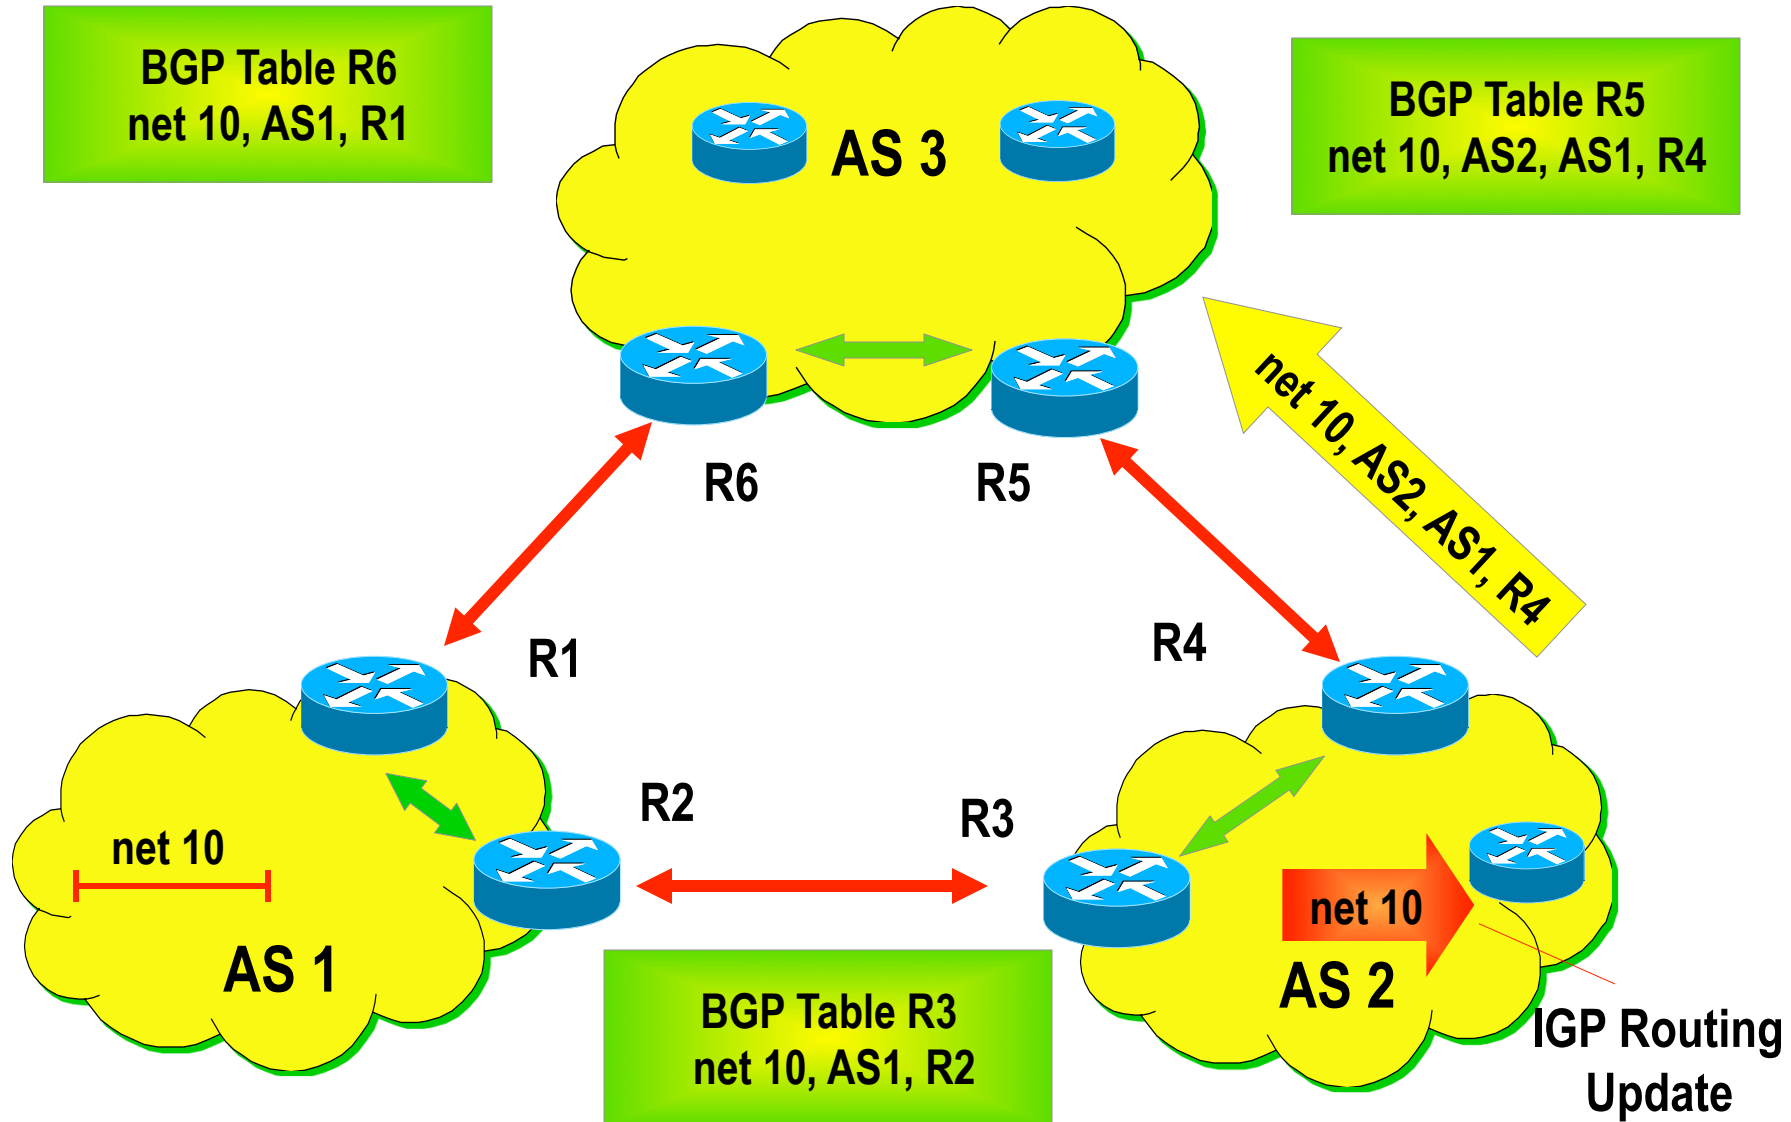 BGP Table R6
net 10, AS1, R1
AS 3
BGP Table R5
net 10, AS2, AS1, R4
net 10, AS2, AS1, R4
R6
R5
R1
R4
R2
R3
net 10
net 10
AS 1
AS 2
BGP Table R3
net 10, AS1, R2
IGP Routing
Update